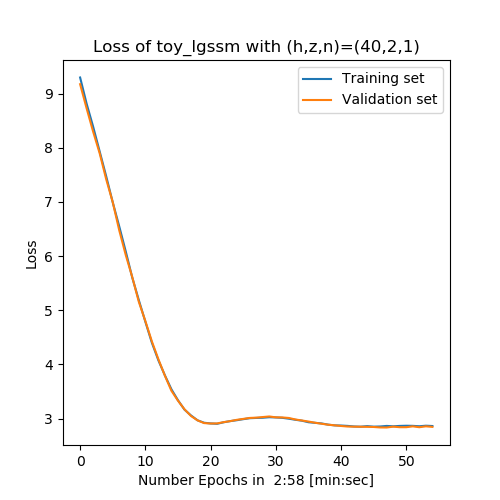 Loss of toy_lgssm with (h,z,n)=(40,2,1)
Training set
Validation set
9
8
7
6
5
4
3
Loss
0
10
20
30
40
50
Number Epochs in  2:58 [min:sec]